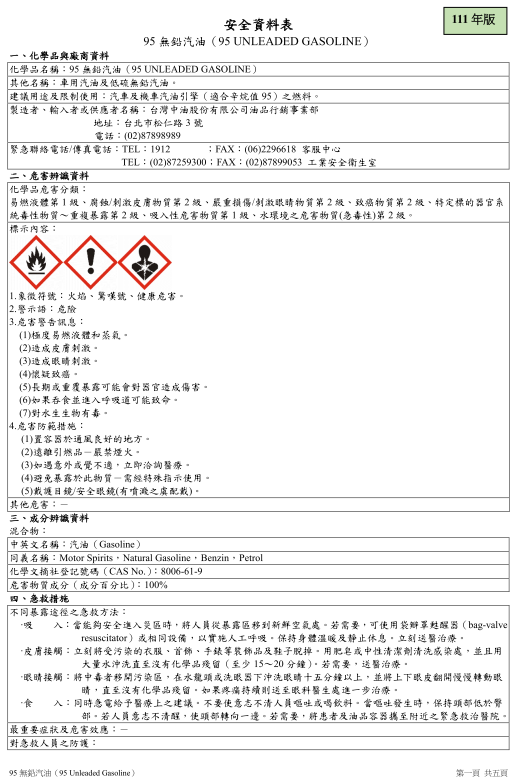 111 年版
安全資料表
95 無鉛汽油（95 UNLEADED GASOLINE）
一、化學品與廠商資料
化學品名稱：95 無鉛汽油（95 UNLEADED GASOLINE）
其他名稱：車用汽油及低硫無鉛汽油。
建議用途及限制使用：汽車及機車汽油引擎（適合辛烷值 95）之燃料。
製造者、輸入者或供應者名稱：台灣中油股份有限公司油品行銷事業部
地址：台北市松仁路 3 號
電話：(02)87898989
緊急聯絡電話/傳真電話：TEL：1912 ；FAX：(06)2296618 客服中心
TEL：(02)87259300；FAX：(02)87899053 工業安全衛生室
二、危害辨識資料
化學品危害分類：
易燃液體第 1 級、腐蝕/刺激皮膚物質第 2 級、嚴重損傷/刺激眼睛物質第 2 級、致癌物質第 2 級、特定標的器官系
統毒性物質～重複暴露第 2 級、吸入性危害物質第 1 級、水環境之危害物質(急毒性)第 2 級。
標示內容：
1.象徵符號：火焰、驚嘆號、健康危害。
2.警示語：危險
3.危害警告訊息：
(1)極度易燃液體和蒸氣。
(2)造成皮膚刺激。
(3)造成眼睛刺激。
(4)懷疑致癌。
(5)長期或重覆暴露可能會對器官造成傷害。
(6)如果吞食並進入呼吸道可能致命。
(7)對水生生物有毒。
4.危害防範措施：
(1)置容器於通風良好的地方。
(2)遠離引燃品－嚴禁煙火。
(3)如遇意外或覺不適，立即洽詢醫療。
(4)避免暴露於此物質－需經特殊指示使用。
(5)戴護目鏡/安全眼鏡(有噴濺之虞配戴)。
其他危害：－
三、成分辨識資料
混合物：
中英文名稱：汽油（Gasoline）
同義名稱：Motor Spirits，Natural Gasoline，Benzin，Petrol
化學文摘社登記號碼（CAS No.）：8006-61-9
危害物質成分（成分百分比）：100%
四、急救措施
不同暴露途徑之急救方法：
·吸　　入：當能夠安全進入災區時，將人員從暴露區移到新鮮空氣處。若需要，可使用袋瓣罩甦醒器（bag-valve
resuscitator）或相同設備，以實施人工呼吸。保持身體溫暖及靜止休息。立刻送醫治療。
·皮膚接觸：立刻將受污染的衣服、首飾、手錶等裝飾品及鞋子脫掉。用肥皂或中性清潔劑清洗感染處，並且用
大量水沖洗直至沒有化學品殘留（至少 15～20 分鐘）。若需要，送醫治療。
·眼睛接觸：將中毒者移開污染區，在水龍頭或洗眼器下沖洗眼睛十五分鐘以上，並將上下眼皮翻開慢慢轉動眼
睛，直至沒有化學品殘留，如果疼痛持續則送至眼科醫生處進一步治療。
·食　　入：同時急電給予醫療上之建議。不要使意志不清人員嘔吐或喝飲料。當嘔吐發生時，保持頭部低於臀
部。若人員意志不清醒，使頭部轉向一邊。若需要，將患者及油品容器攜至附近之緊急救治醫院。
最重要症狀及危害效應：－
對急救人員之防護：
95 無鉛汽油（95 Unleaded Gasoline）
第一頁 共五頁